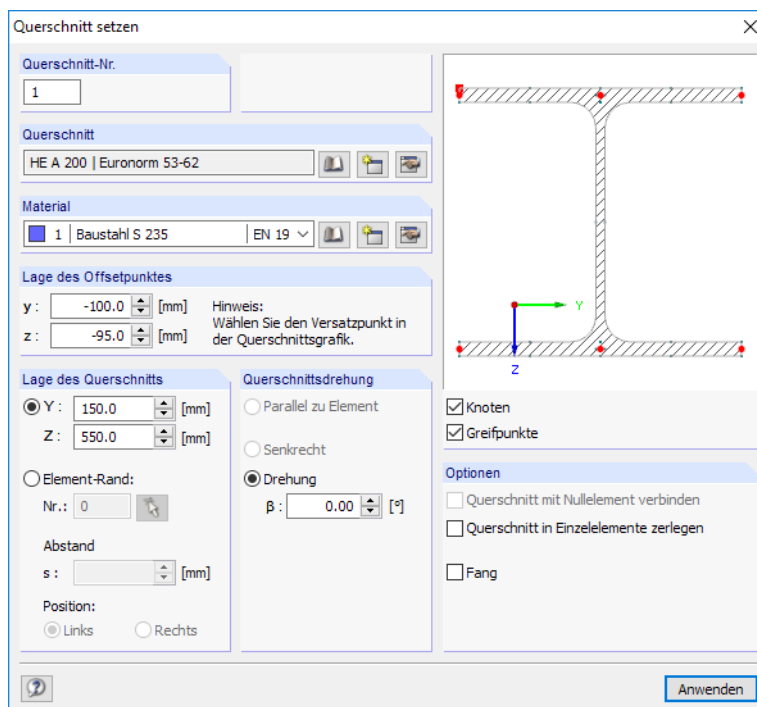 Querschnitt setzen
Querschnitt-Nr.
1
Querschnitt
HE A 200 | Euronorm 53-62
Material
1 Baustahl S 235 EN 19
Lage des Offsetpunktes
y : -100.0 [mm]
z : -95.0 [mm]
Hinweis:
Wählen Sie den Versatzpunkt in
der Querschnittsgrafik.
Lage des Querschnitts
Y : 150.0 [mm]
Z : 550.0 [mm]
Element-Rand:
Nr.: 0
Abstand
s : [mm]
Position:
Links Rechts
Querschnittsdrehung
Parallel zu Element
Senkrecht
Drehung
β : 0.00 [°]
Y
Z
Knoten
Greifpunkte
Optionen
Querschnitt mit Nullelement verbinden
Querschnitt in Einzelelemente zerlegen
Fang
Anwenden